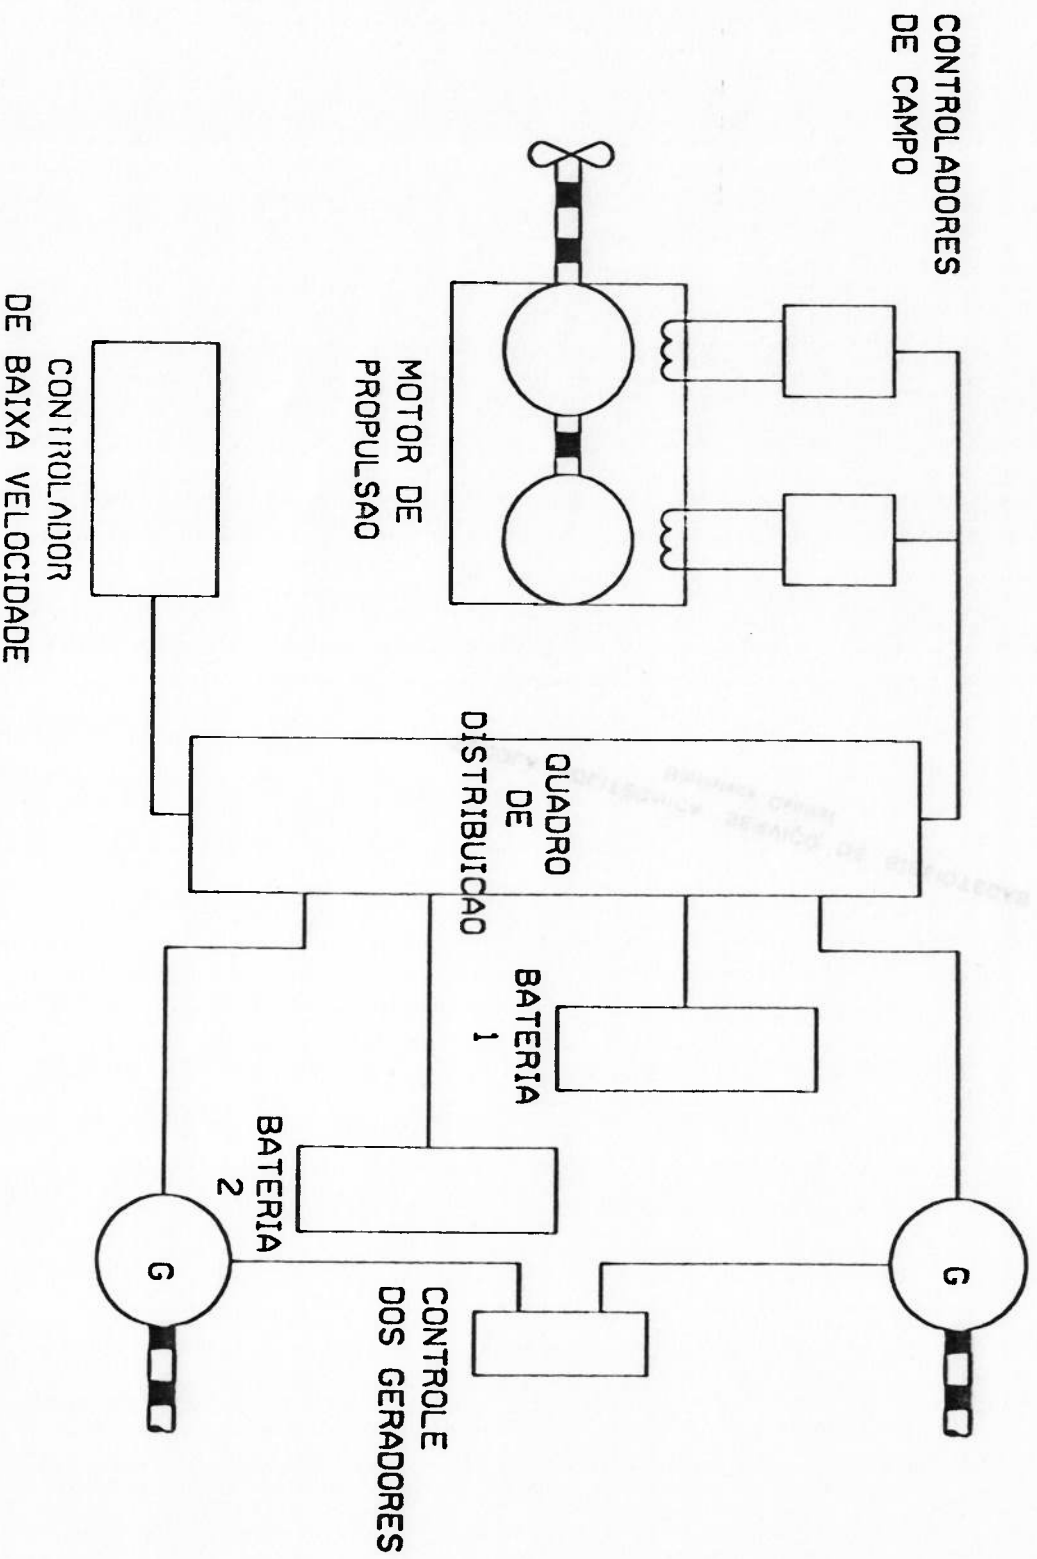 CONTROLADORES
DE CAMPO
MOTOR DE
PROPULSAO
CONTROLADOR
DE BAIXA VELOCIDADE
QUADRO
DE
DISTRIBUICAO
BATERIA
1
BATERIA
2
G
G
CONTROLE
DOS GERADORES